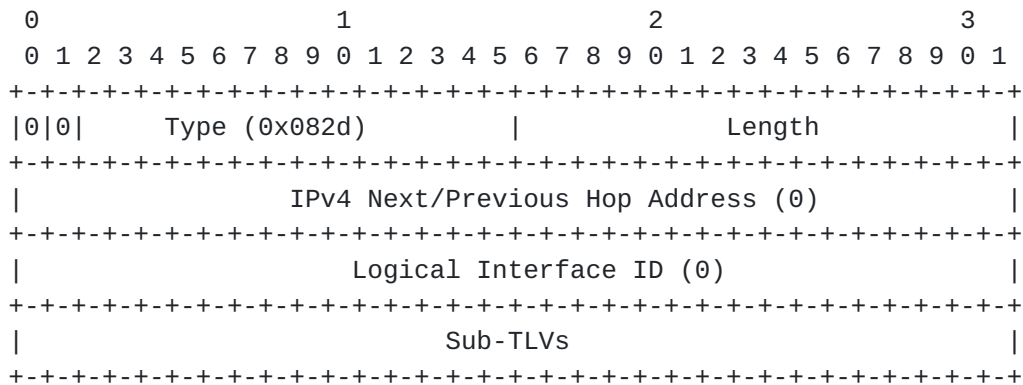 0                   1                   2                   3
 0 1 2 3 4 5 6 7 8 9 0 1 2 3 4 5 6 7 8 9 0 1 2 3 4 5 6 7 8 9 0 1
+-+-+-+-+-+-+-+-+-+-+-+-+-+-+-+-+-+-+-+-+-+-+-+-+-+-+-+-+-+-+-+-+
|0|0|     Type (0x082d)         |             Length            |
+-+-+-+-+-+-+-+-+-+-+-+-+-+-+-+-+-+-+-+-+-+-+-+-+-+-+-+-+-+-+-+-+
|                 IPv4 Next/Previous Hop Address (0)            |
+-+-+-+-+-+-+-+-+-+-+-+-+-+-+-+-+-+-+-+-+-+-+-+-+-+-+-+-+-+-+-+-+
|                     Logical Interface ID (0)                  |
+-+-+-+-+-+-+-+-+-+-+-+-+-+-+-+-+-+-+-+-+-+-+-+-+-+-+-+-+-+-+-+-+
|                           Sub-TLVs                            |
+-+-+-+-+-+-+-+-+-+-+-+-+-+-+-+-+-+-+-+-+-+-+-+-+-+-+-+-+-+-+-+-+